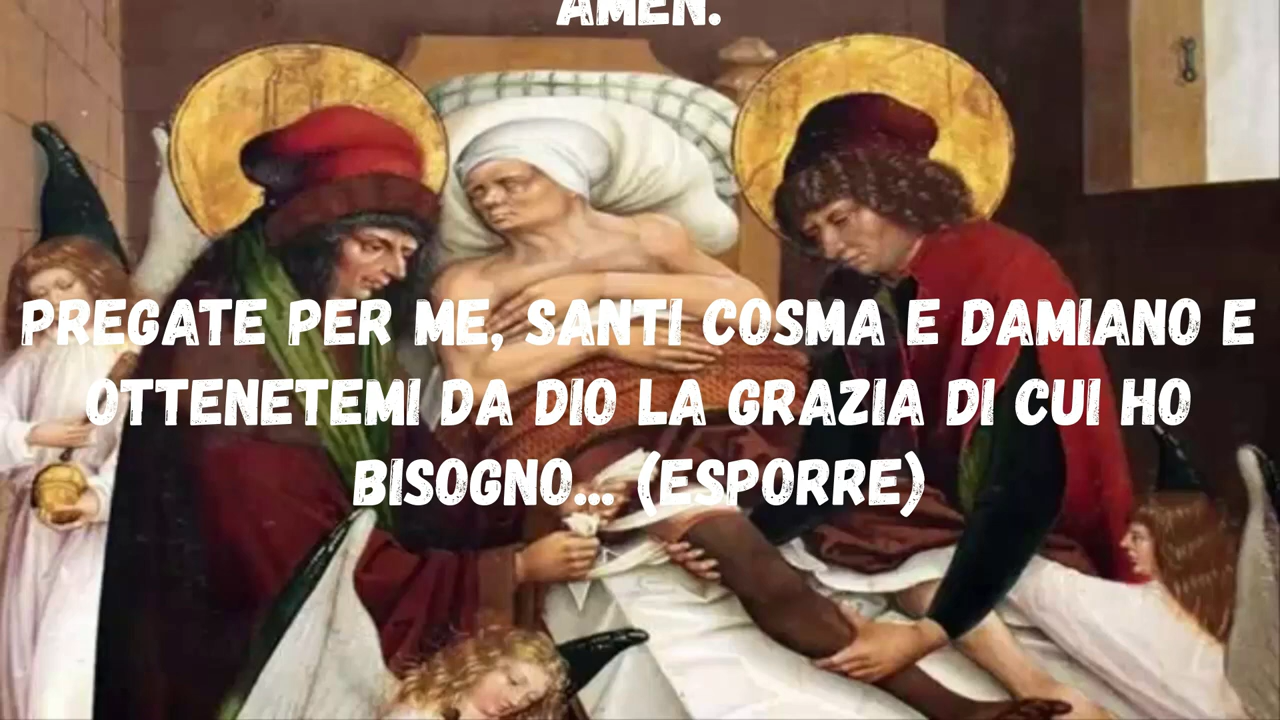 AMEN.
PREGATE PER ME, SANTI COSMA E DAMIANO E
OTTENETEMI DA DIO LA GRAZIA DI CUI HO
BISOGNO... (ESPORRE)